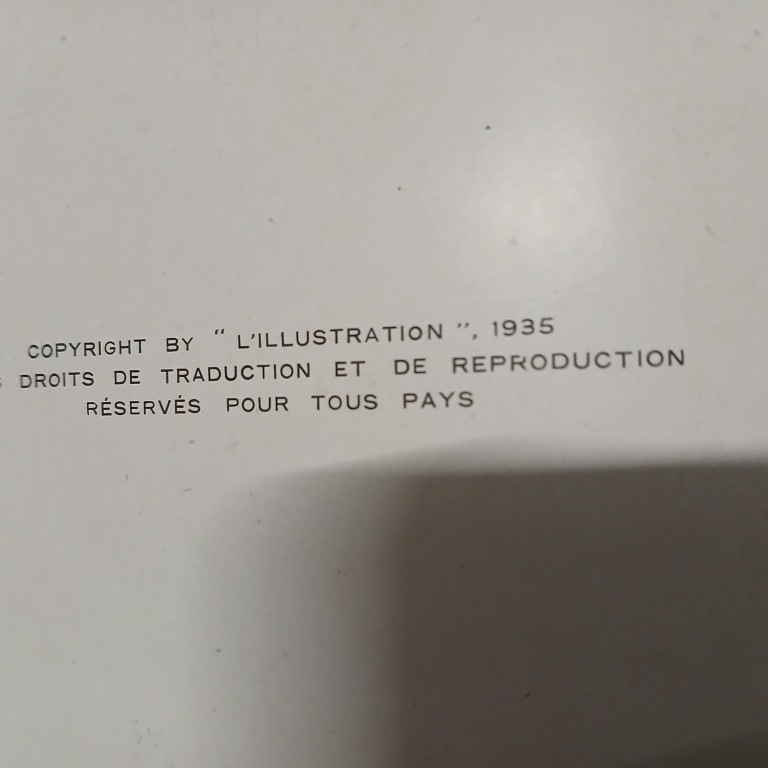 COPYRIGHT BY “ L'ILLUSTRATION ”, 1935
DROITS DE TRADUCTION ET DE REPRODUCTION
RÉSERVÉS POUR TOUS PAYS